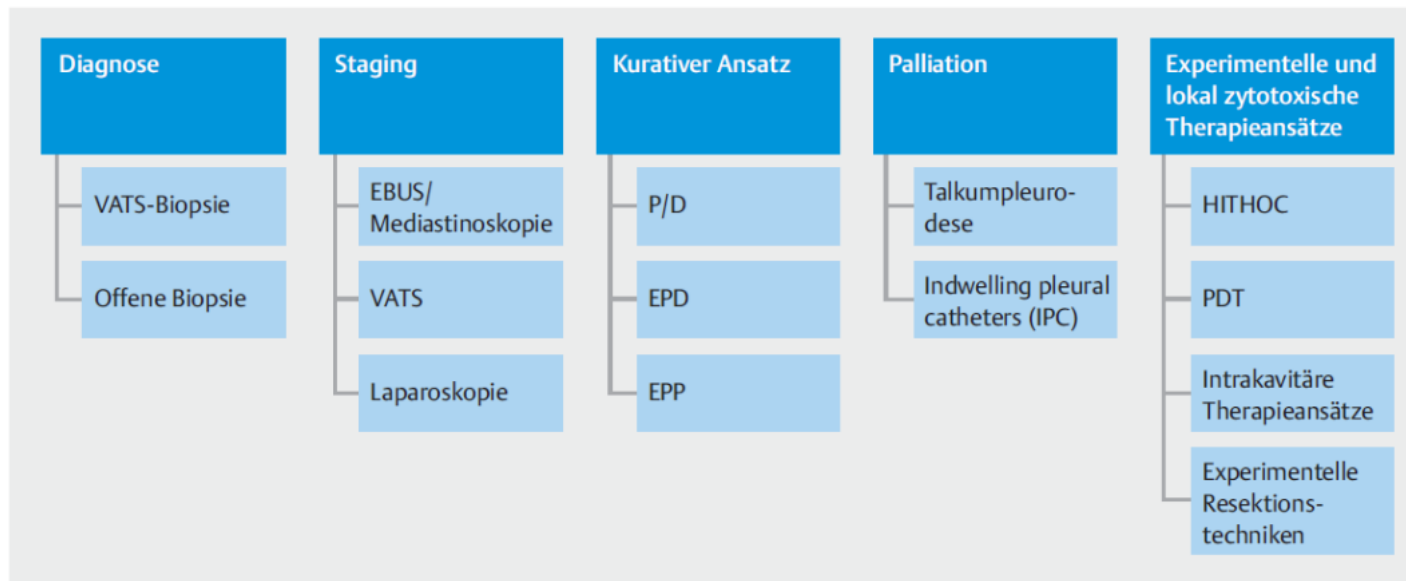 Diagnose
VATS-Biopsie
Offene Biopsie
Staging
EBUS/
Mediastinoskopie
VATS
Laparoskopie
Kurativer Ansatz
P/D
EPD
EPP
Palliation
Talkumpleuro-
dese
Indwelling pleural
catheters (IPC)
Experimentelle und
lokal zytotoxische
Therapieansätze
HITHOC
PDT
Intrakavitäre
Therapieansätze
Experimentelle
Resektions-
techniken